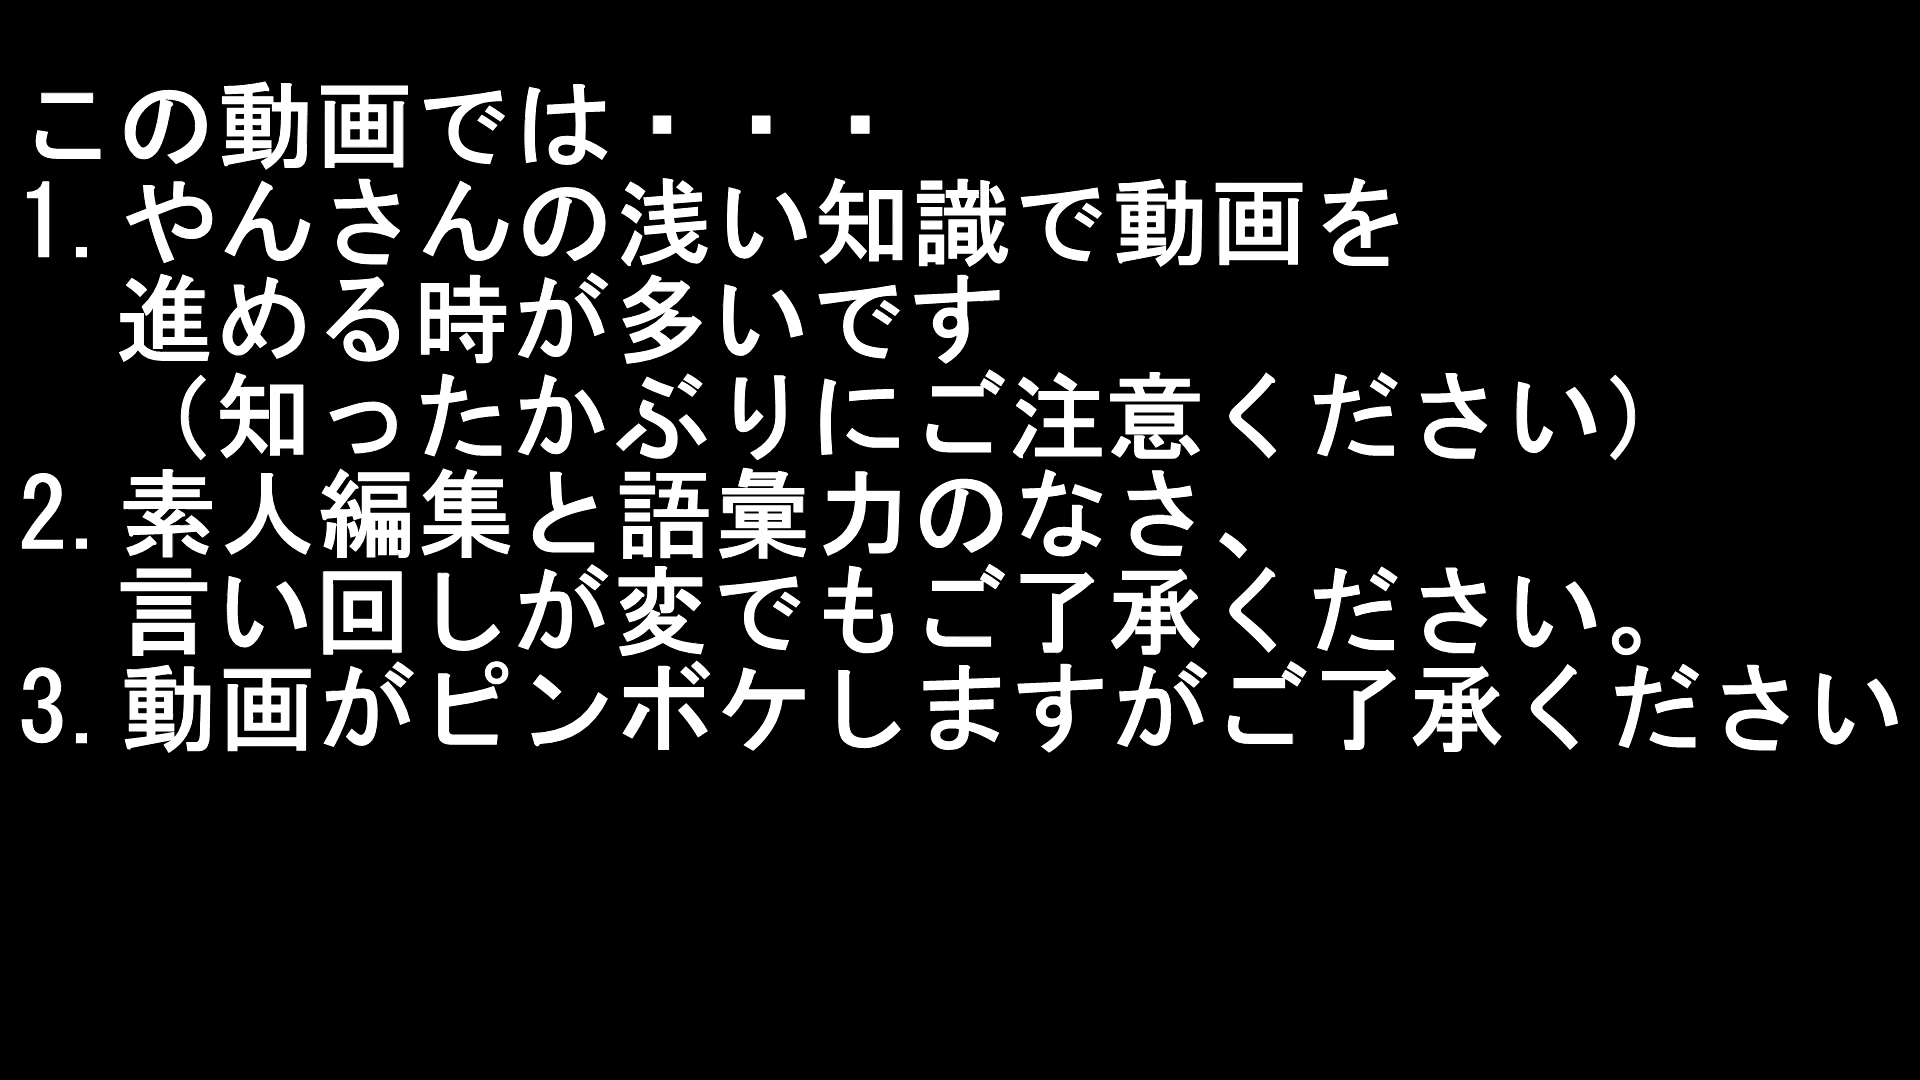 この動画では・・・
1.やんさんの浅い知識で動画を
進める時が多いです
（知ったかぶりにご注意ください）
2.素人編集と語彙力のなさ、
言い回しが変でもご了承ください。
3.動画がピンボケしますがご了承ください